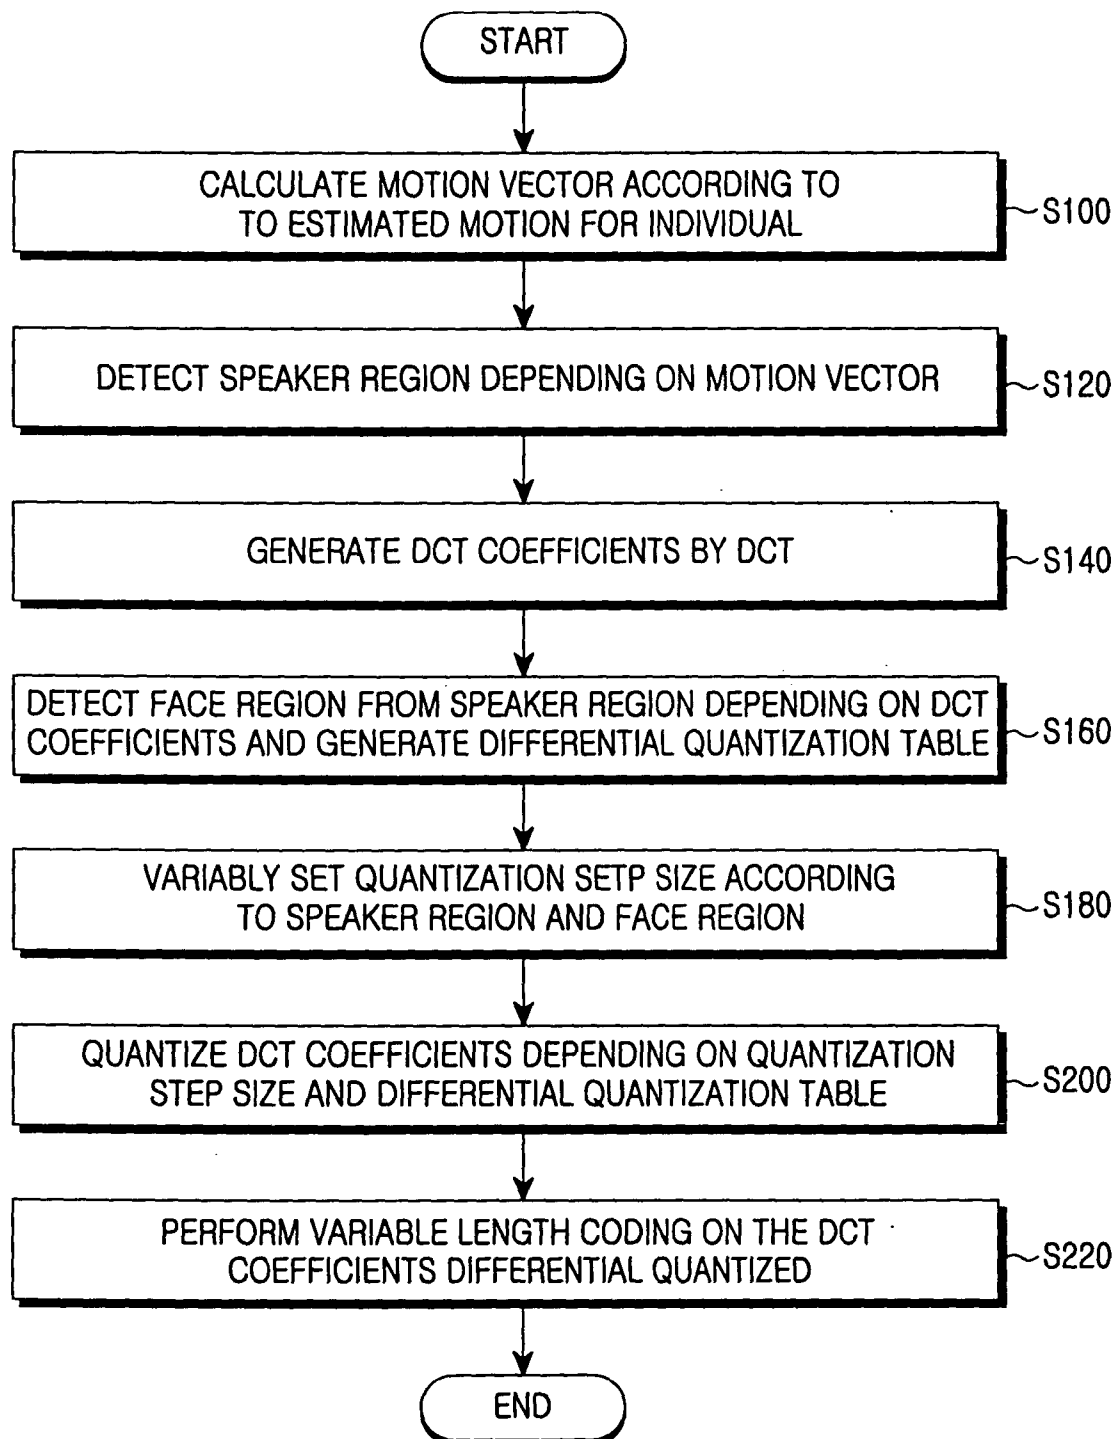 START
CALCULATE MOTION VECTOR ACCORDING TO
TO ESTIMATED MOTION FOR INDIVIDUAL
S100
DETECT SPEAKER REGION DEPENDING ON MOTION VECTOR
S120
GENERATE DCT COEFFICIENTS BY DCT
S140
DETECT FACE REGION FROM SPEAKER REGION DEPENDING ON DCT
COEFFICIENTS AND GENERATE DIFFERENTIAL QUANTIZATION TABLE
S160
VARIABLY SET QUANTIZATION SETP SIZE ACCORDING
TO SPEAKER REGION AND FACE REGION
S180
QUANTIZE DCT COEFFICIENTS DEPENDING ON QUANTIZATION
STEP SIZE AND DIFFERENTIAL QUANTIZATION TABLE
S200
PERFORM VARIABLE LENGTH CODING ON THE DCT
COEFFICIENTS DIFFERENTIAL QUANTIZED
S220
END